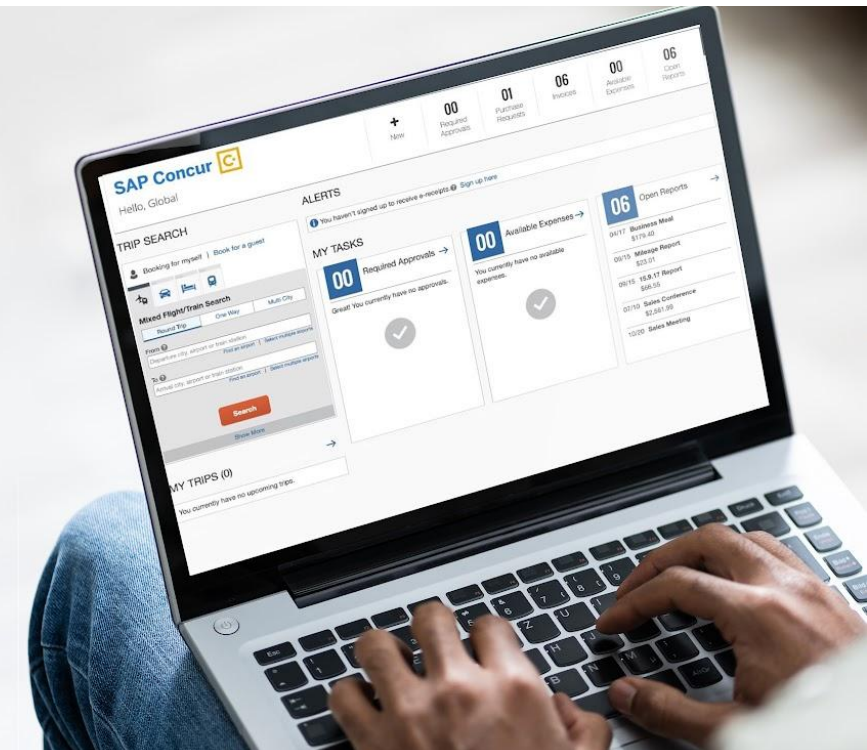 SAP Concur C.
Hello, Global
+
New
00
Required
Approvals
01
Purchase
Requests
06
Invoices
00
Available
Expenses
06
Open
Reports
TRIP SEARCH
Booking for myself | Book for a guest
Mixed Flight/Train Search
Round Trip
One Way
Multi City
From
Departure city, airport or train station
Find an airport | Select multiple airports
To
Arrival city, airport or train station
Find an airport | Select multiple airports
Search
Show More
MY TRIPS (0)
You currently have no upcoming trips.
ALERTS
You haven't signed up to receive e-receipts. Sign up here
MY TASKS
00 Required Approvals
Great! You currently have no approvals.
00 Available Expenses
You currently have no available
expenses.
06 Open Reports
04/17 Business Meal
$179.40
09/15 Mileage Report
$23.01
09/15 15.9.17 Report
$66.55
02/10 Sales Conference
10/20 Sales Meeting
Esc